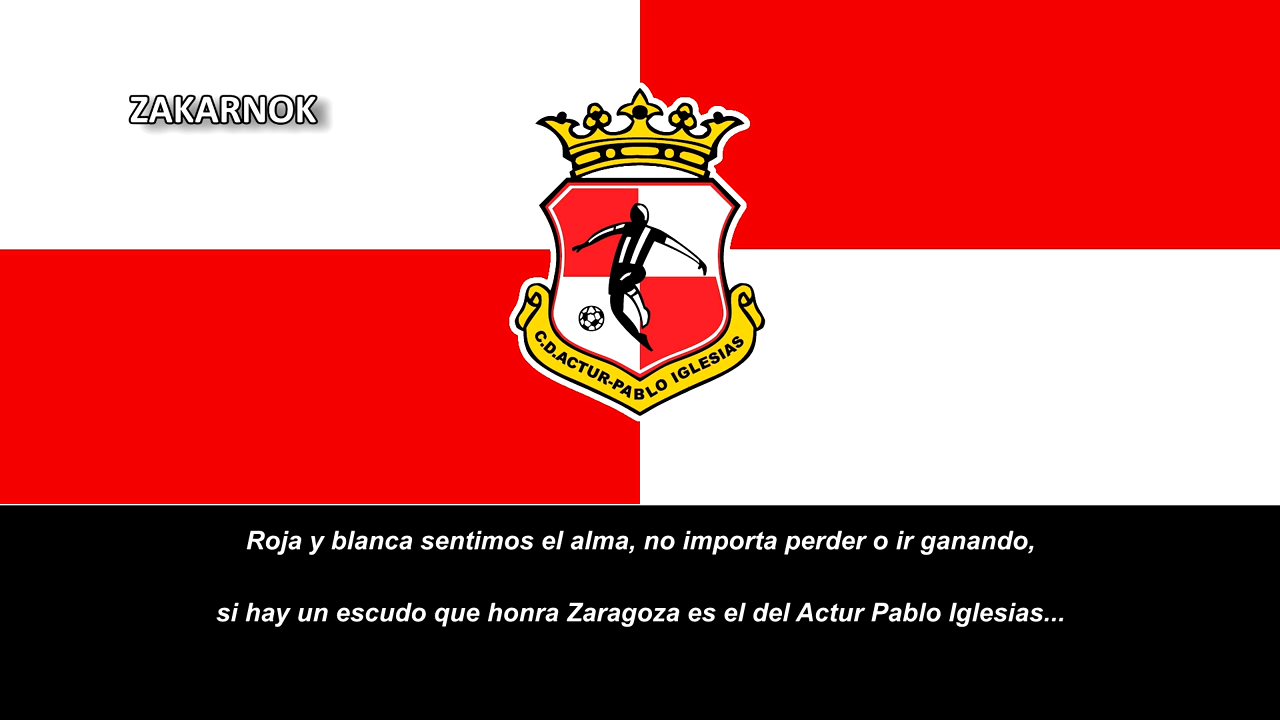 ZAKARNOK
C.D.ACTUR-PABLO IGLESIAS
Roja y blanca sentimos el alma, no importa perder o ir ganando,
si hay un escudo que honra Zaragoza es el del Actur Pablo Iglesias...